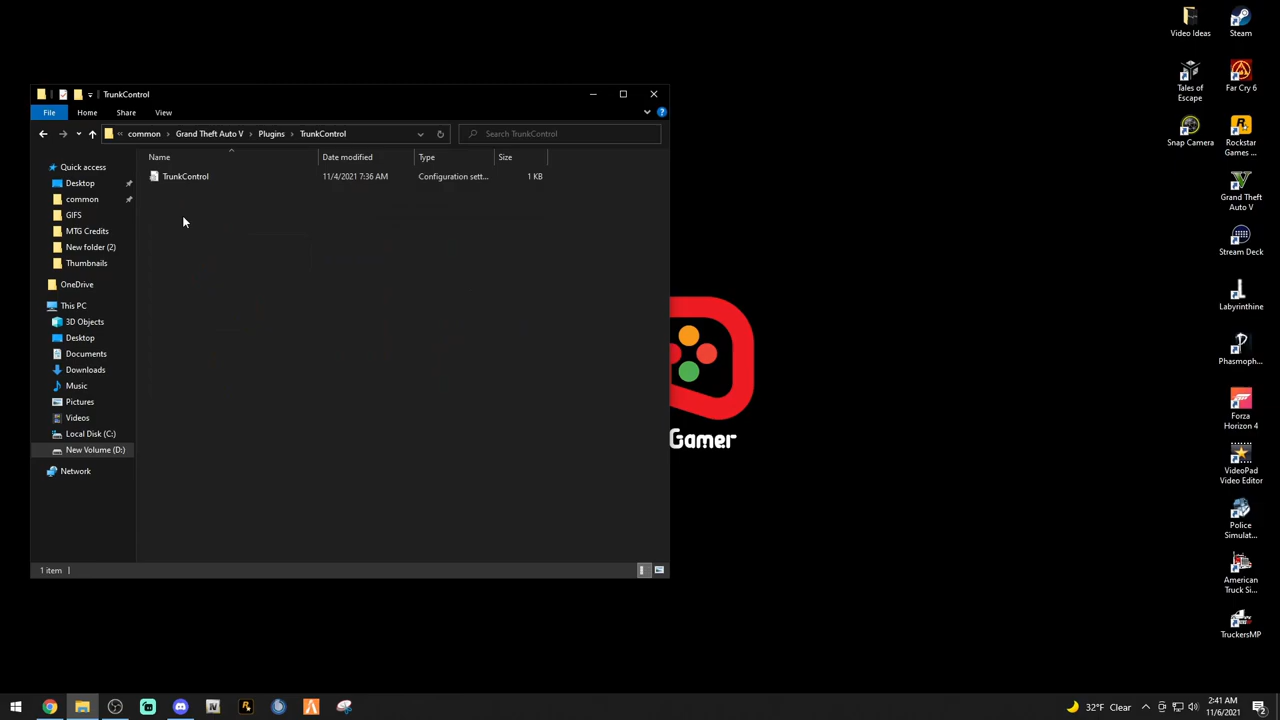 TrunkControl
File
Home
Share
View
common
Grand Theft Auto V
Plugins
TrunkControl
Search TrunkControl
Name
Date modified
Type
Size
TrunkControl
11/4/2021 7:36 AM
Configuration sett...
1 KB
Quick access
Desktop
common
GIFS
MTG Credits
New folder (2)
Thumbnails
OneDrive
This PC
3D Objects
Desktop
Documents
Downloads
Music
Pictures
Videos
Local Disk (C:)
New Volume (D:)
Network
1 item
Gamer
Video Ideas
Steam
Tales of
Escape
Far Cry 6
Snap Camera
Rockstar
Games ...
Grand Theft
Auto V
Stream Deck
Labyrinthine
Phasmoph...
Forza
Horizon 4
VideoPad
Video Editor
Police
Simulat...
American
Truck Si...
TruckersMP
32°F Clear
2:41 AM
11/6/2021
2